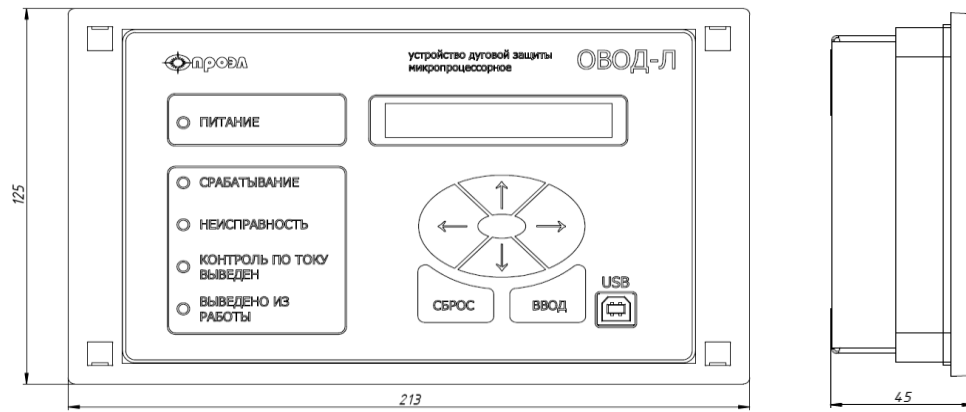 ПРОЭЛ
устройство дуговой защиты
микропроцессорное
ОВОД-Л
ПИТАНИЕ
СРАБАТЫВАНИЕ
НЕИСПРАВНОСТЬ
КОНТРОЛЬ ПО ТОКУ
ВЫВЕДЕН
ВЫВЕДЕНО ИЗ
РАБОТЫ
СБРОС
ВВОД
USB
125
213
45